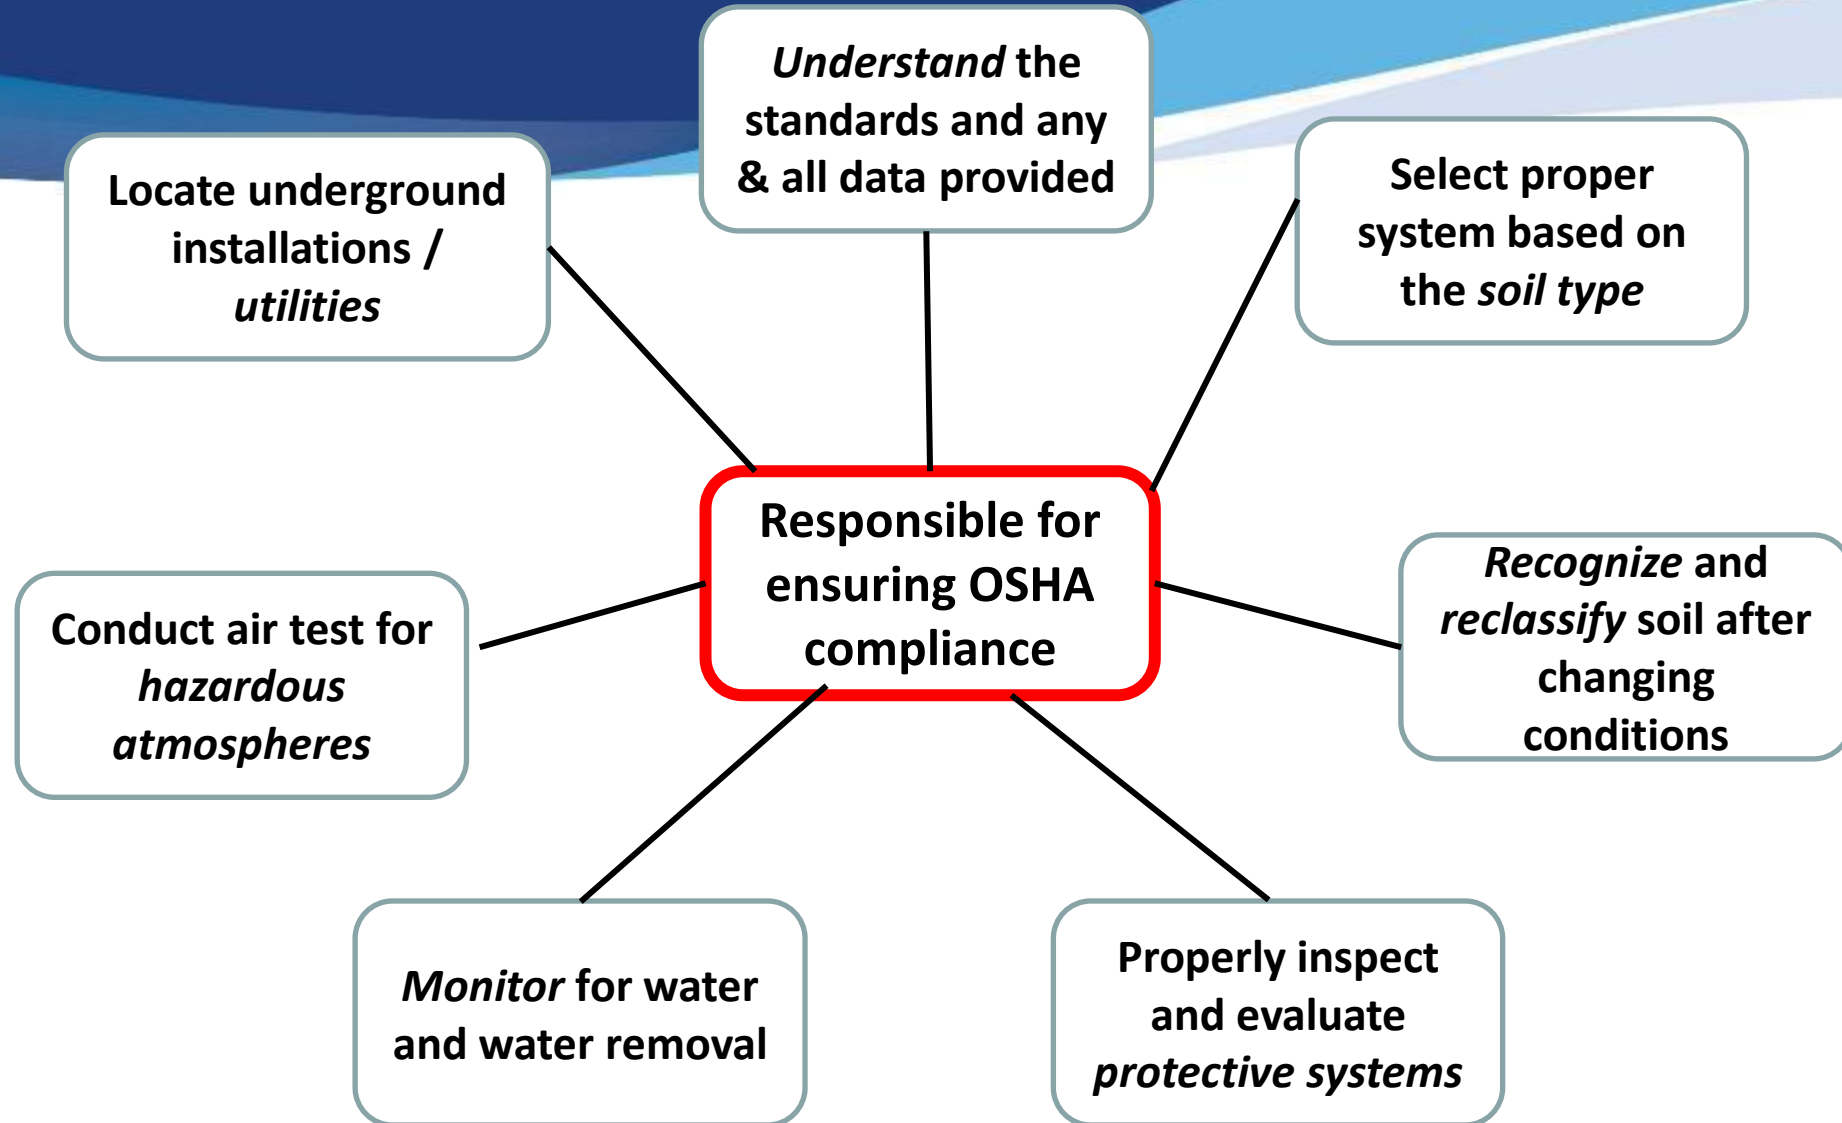 Understand the
standards and any
& all data provided
Locate underground
installations /
utilities
Select proper
system based on
the soil type
Responsible for
ensuring OSHA
compliance
Conduct air test for
hazardous
atmospheres
Recognize and
reclassify soil after
changing
conditions
Monitor for water
and water removal
Properly inspect
and evaluate
protective systems